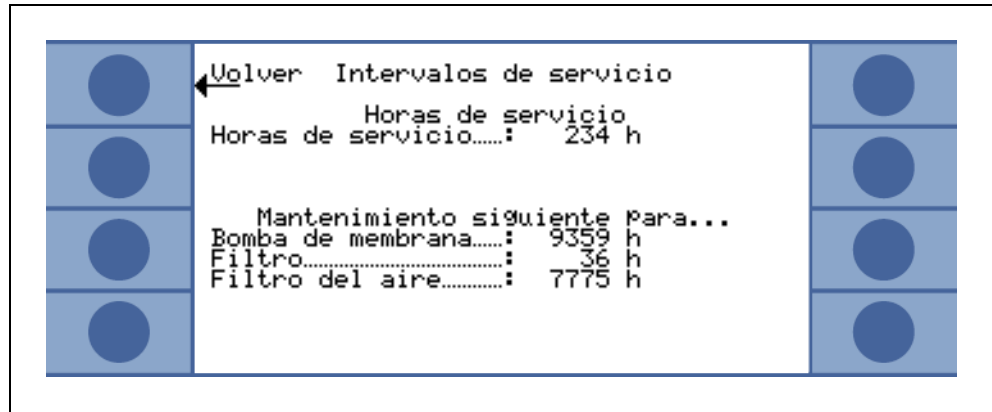 Volver Intervalos de servicio
Horas de servicio
Horas de servicio......: 234 h
Mantenimiento siguiente para...
Bomba de membrana.....: 9359 h
Filtro................................: 36 h
Filtro del aire...........: 7775 h